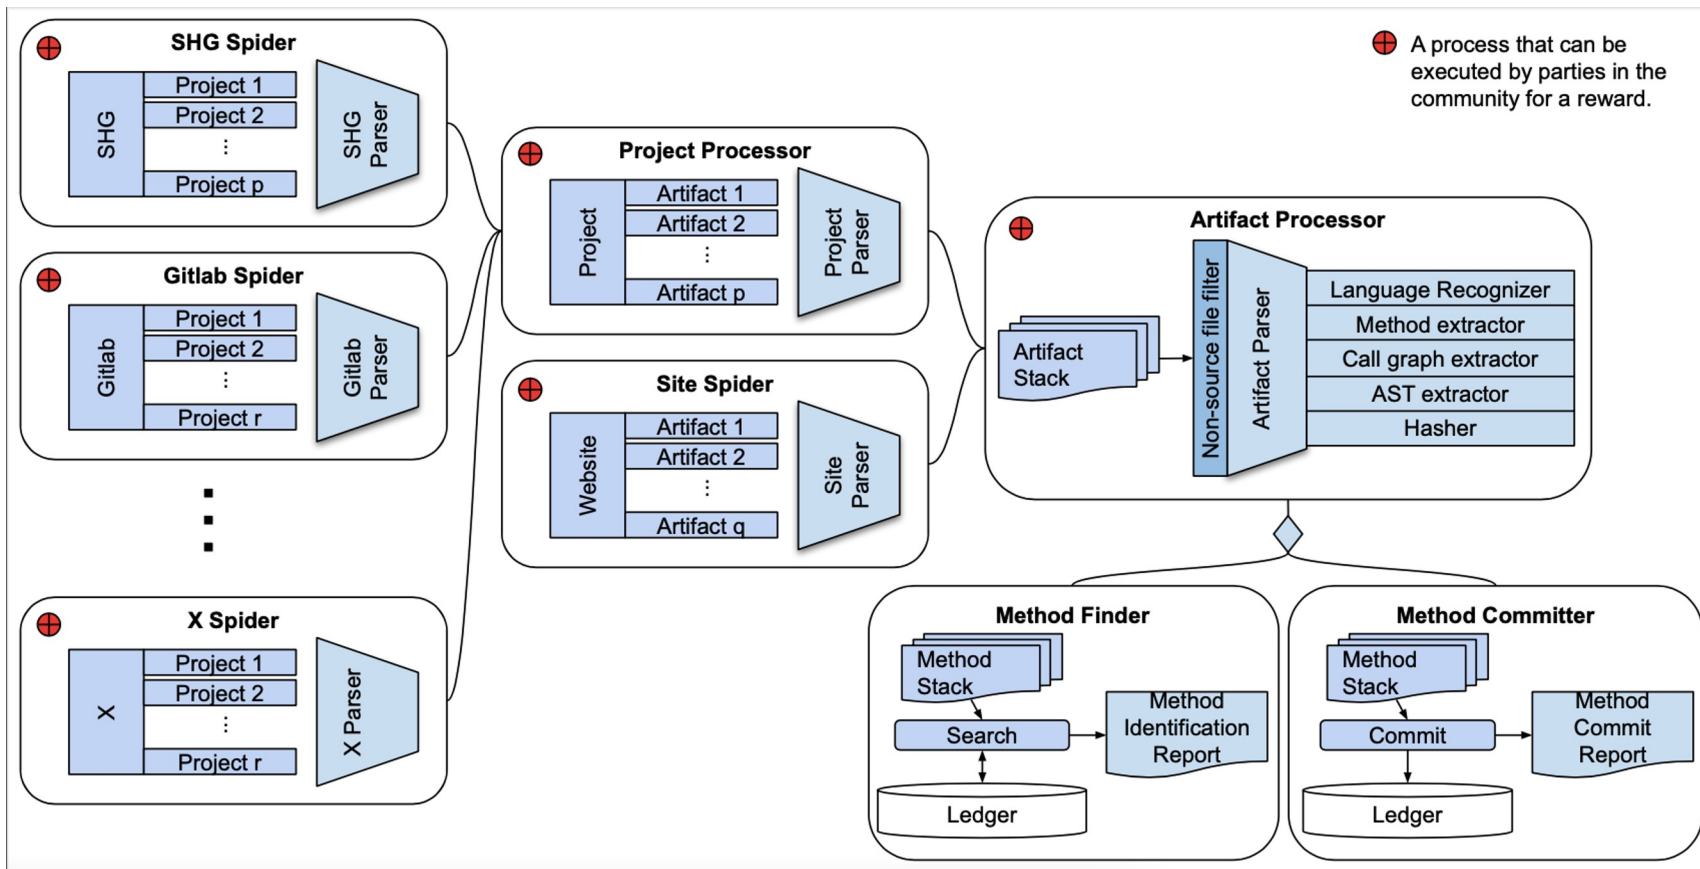 SHG Spider
SHG
Project 1
Project 2
⋮
Project p
SHG
Parser
Gitlab Spider
Gitlab
Project 1
Project 2
⋮
Project r
Gitlab
Parser
X Spider
X
Project 1
Project 2
⋮
Project r
X Parser
Project Processor
Project
Artifact 1
Artifact 2
⋮
Artifact p
Project
Parser
Site Spider
Website
Artifact 1
Artifact 2
⋮
Artifact q
Site
Parser
A process that can be
executed by parties in the
community for a reward.
Artifact Processor
Artifact
Stack
Non-source file filter
Artifact Parser
Language Recognizer
Method extractor
Call graph extractor
AST extractor
Hasher
Method Finder
Method
Stack
Search
Ledger
Method
Identification
Report
Method Committer
Method
Stack
Commit
Ledger
Method
Commit
Report